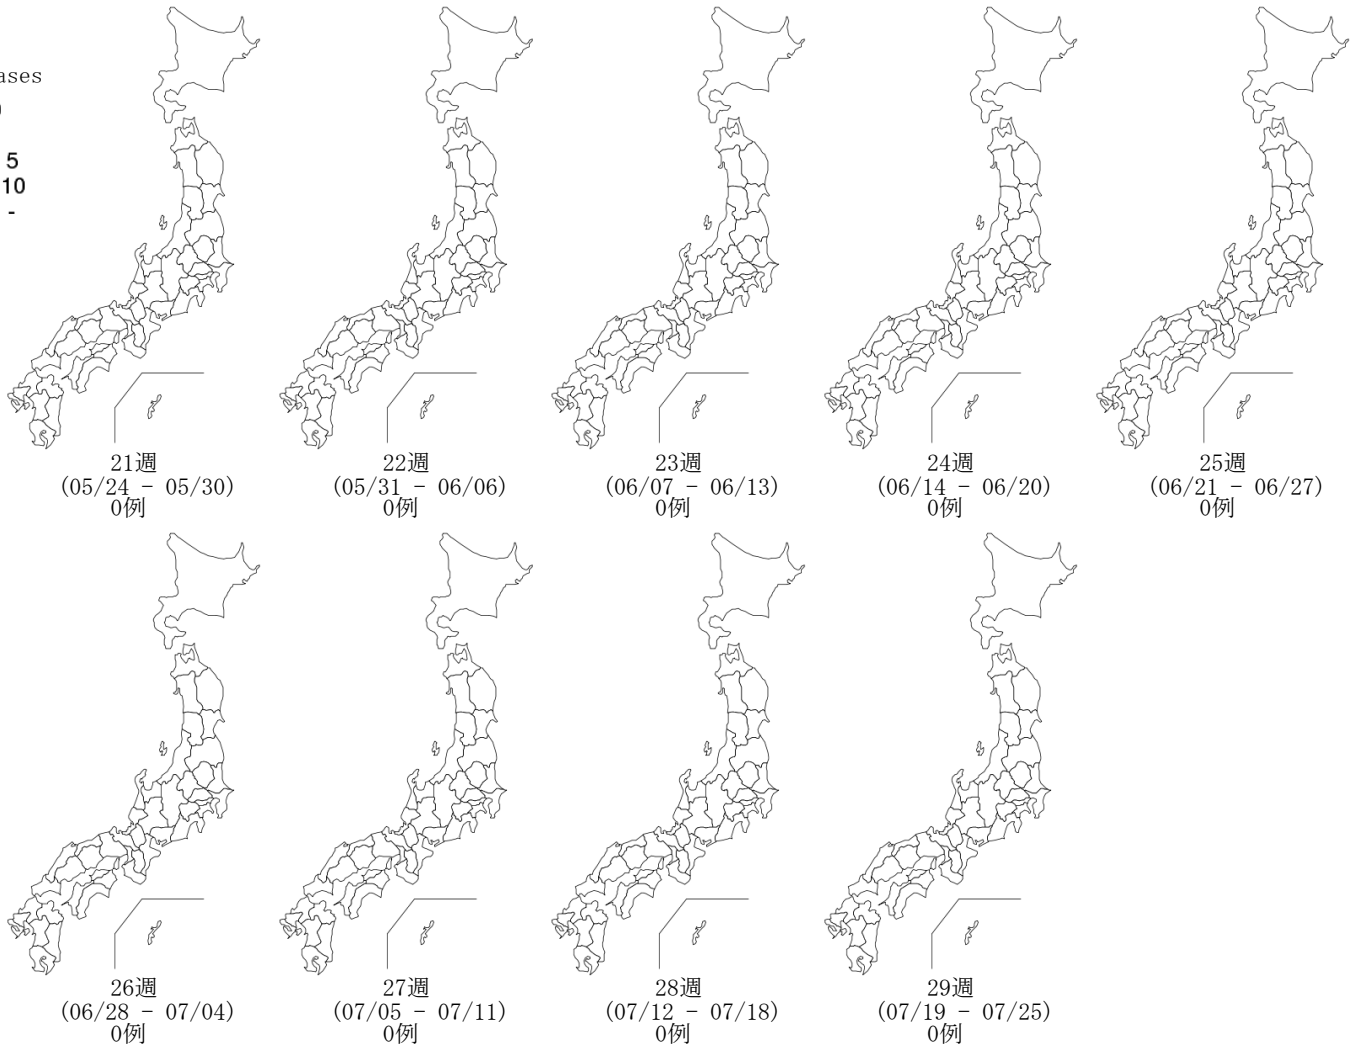 ases
5
10
-
21週
(05/24 - 05/30)
0例
22週
(05/31 - 06/06)
0例
23週
(06/07 - 06/13)
0例
24週
(06/14 - 06/20)
0例
25週
(06/21 - 06/27)
0例
26週
(06/28 - 07/04)
0例
27週
(07/05 - 07/11)
0例
28週
(07/12 - 07/18)
0例
29週
(07/19 - 07/25)
0例